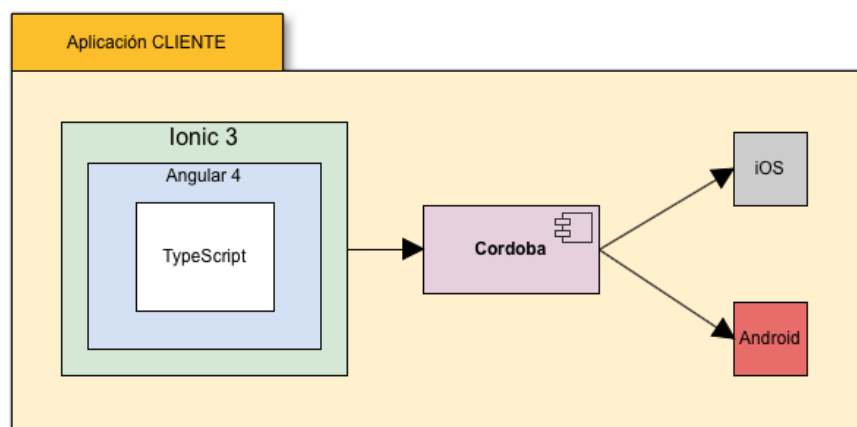 Aplicación CLIENTE
Ionic 3
Angular 4
TypeScript
Cordoba
iOS
Android